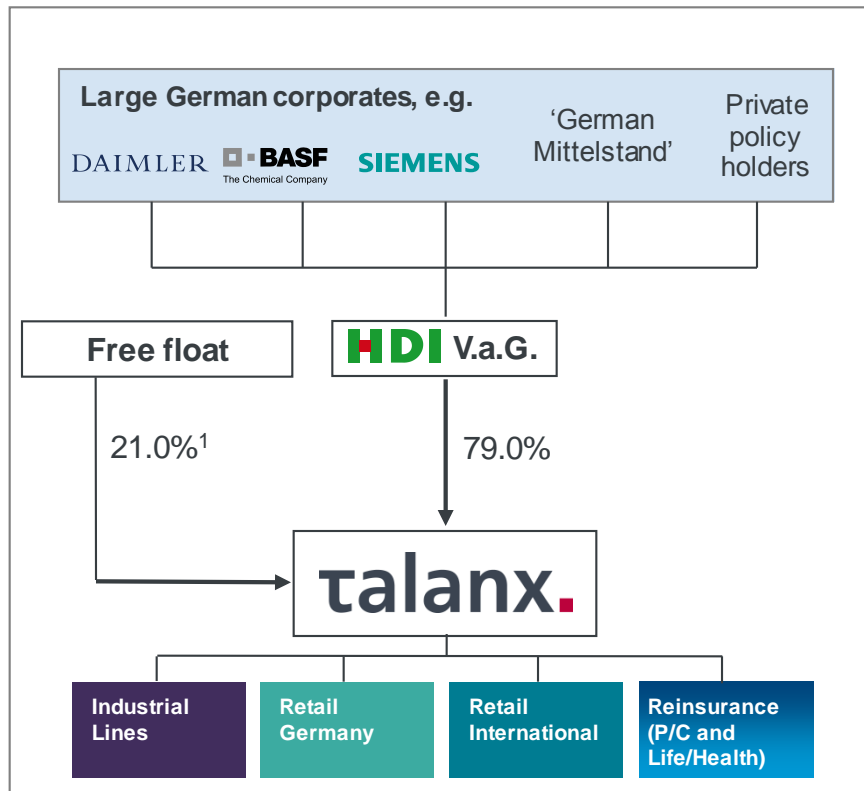 Large German corporates, e.g.
DAIMLER
BASF
The Chemical Company
SIEMENS
‘German
Mittelstand’
Private
policy
holders
Free float
HDI V.a.G.
21.0%¹
79.0%
τalanx.
Industrial
Lines
Retail
Germany
Retail
International
Reinsurance
(P/C and
Life/Health)